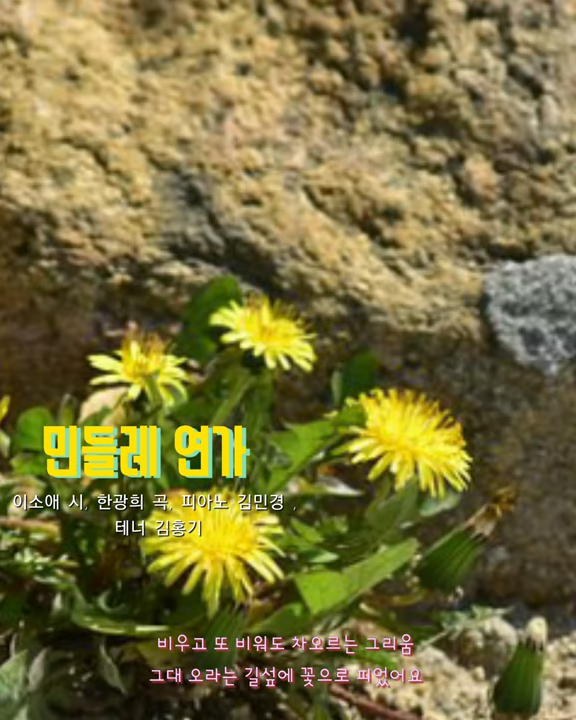 민들레 연가
이소애 시, 한광희 곡, 피아노 김민경 ,
테너 김홍기
비우고 또 비워도 차오르는 그리움
그대 오라는 길섶에 꽃으로 피었어요